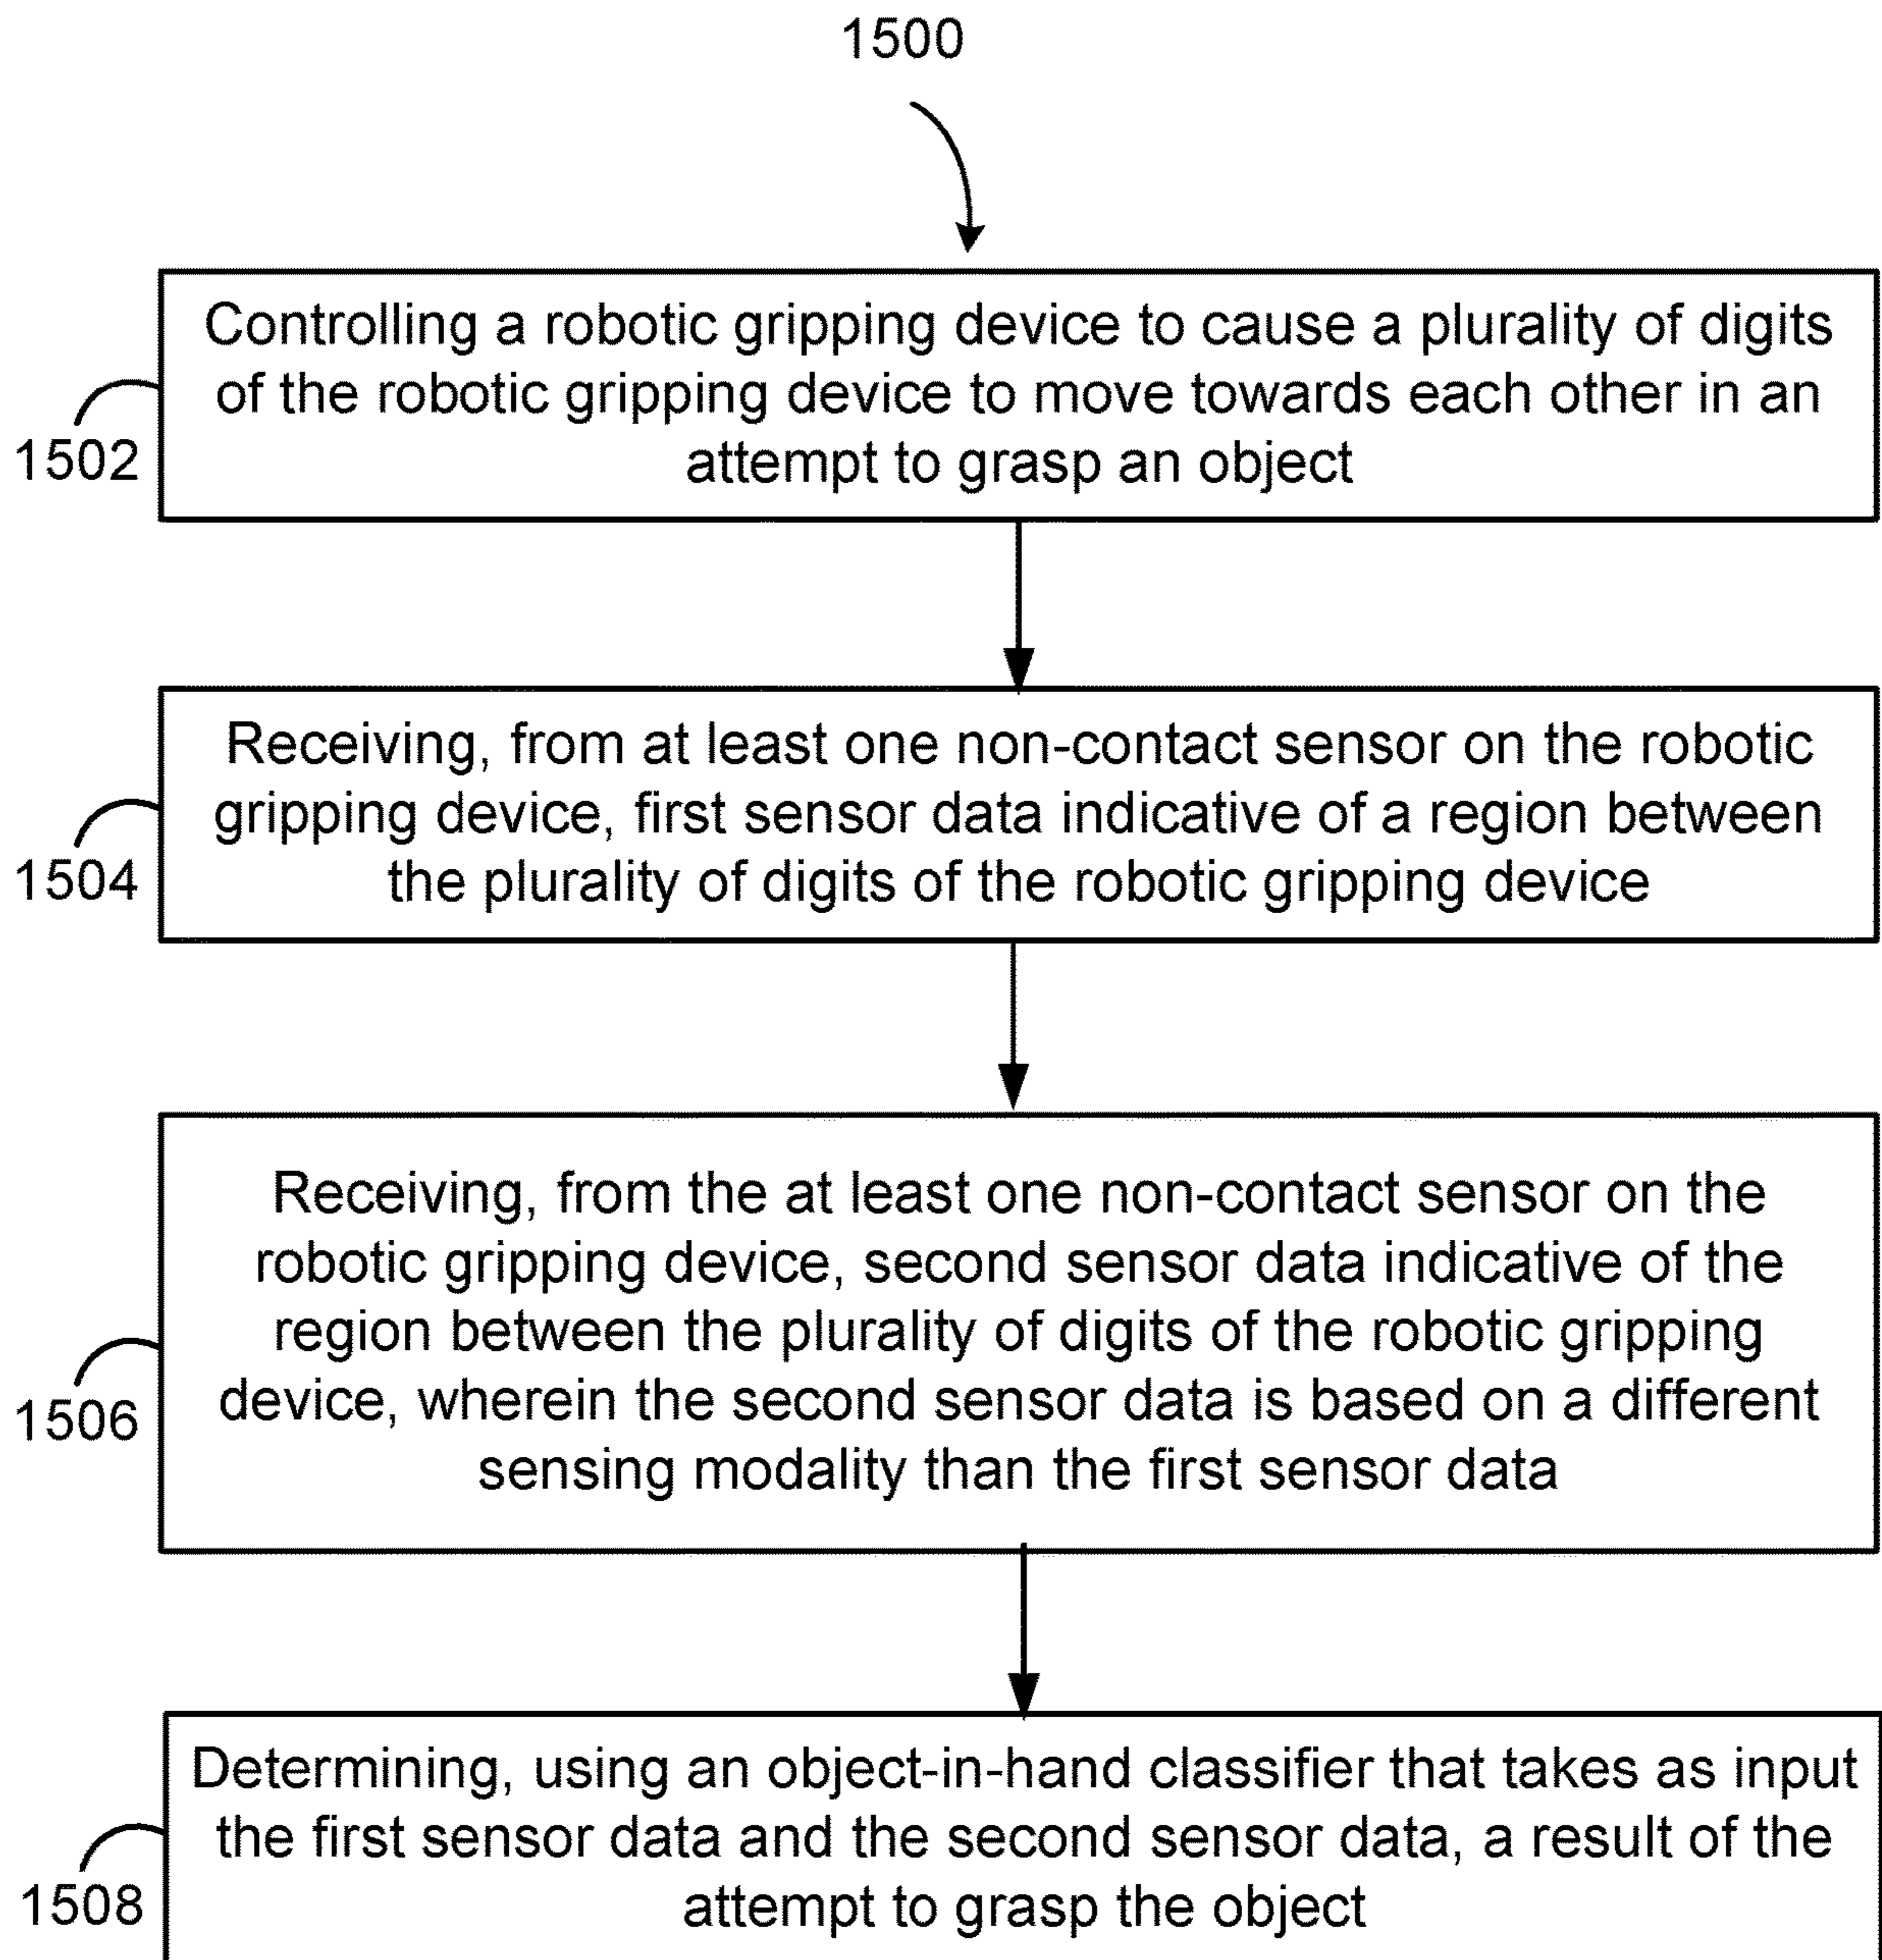 1500
Controlling a robotic gripping device to cause a plurality of digits
of the robotic gripping device to move towards each other in an
attempt to grasp an object
1502
Receiving, from at least one non-contact sensor on the robotic
gripping device, first sensor data indicative of a region between
the plurality of digits of the robotic gripping device
1504
Receiving, from the at least one non-contact sensor on the
robotic gripping device, second sensor data indicative of the
region between the plurality of digits of the robotic gripping
device, wherein the second sensor data is based on a different
sensing modality than the first sensor data
1506
Determining, using an object-in-hand classifier that takes as input
the first sensor data and the second sensor data, a result of the
attempt to grasp the object
1508